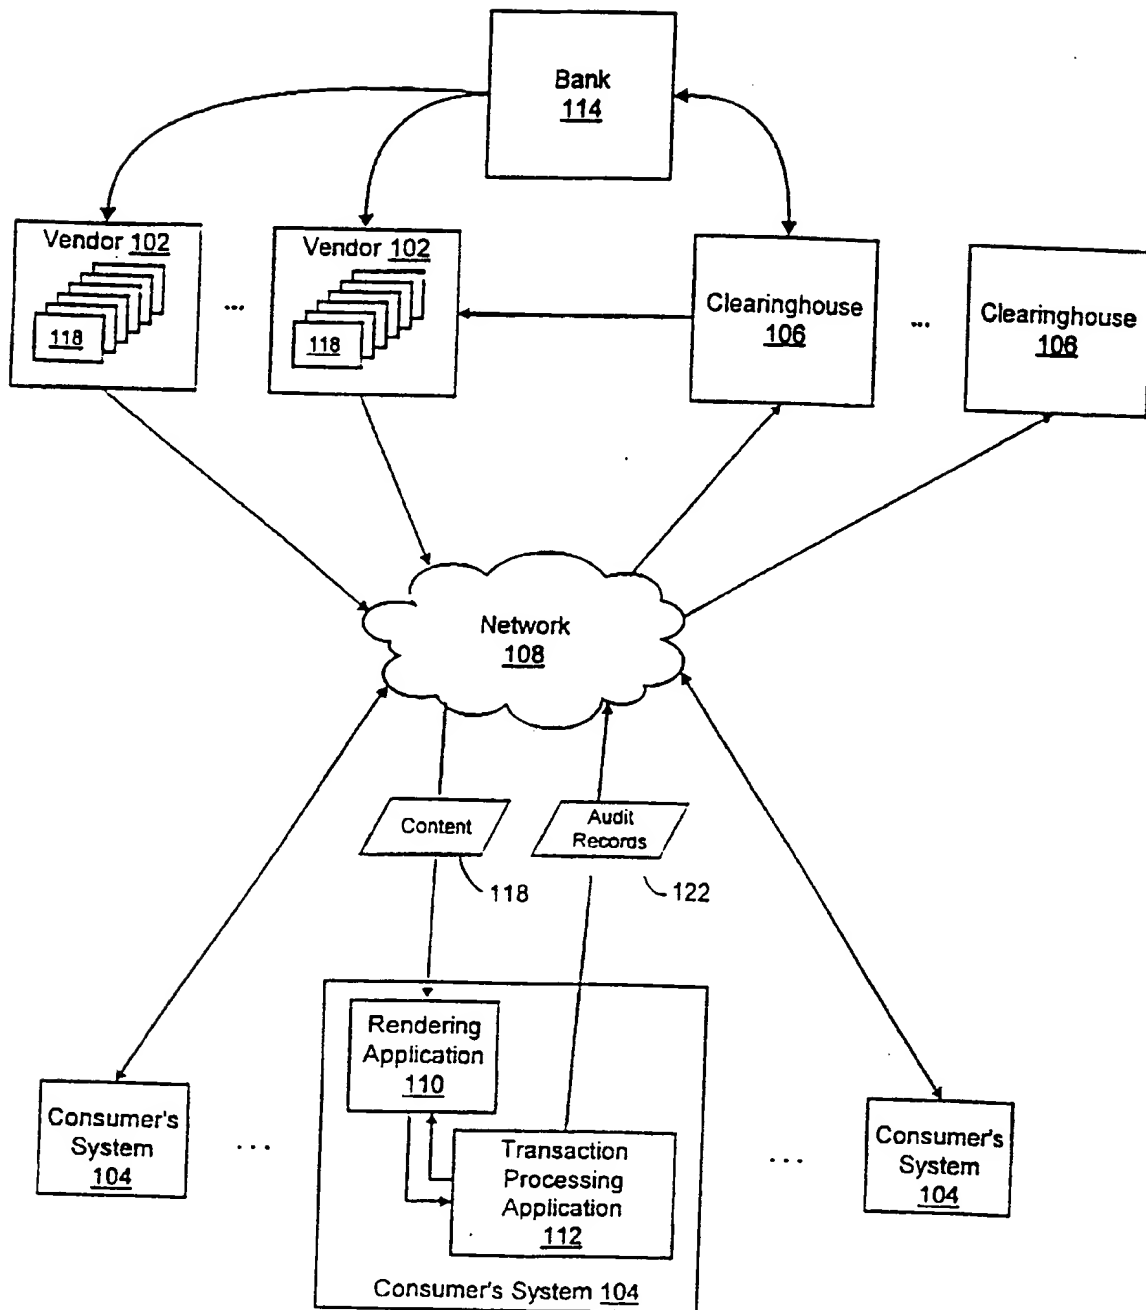 Bank
114
Vendor 102
118
...
Vendor 102
118
Clearinghouse
106
...
Clearinghouse
106
Network
108
Content
118
Audit
Records
122
Rendering
Application
110
Transaction
Processing
Application
112
Consumer's System 104
Consumer's
System
104
...
...
Consumer's
System
104